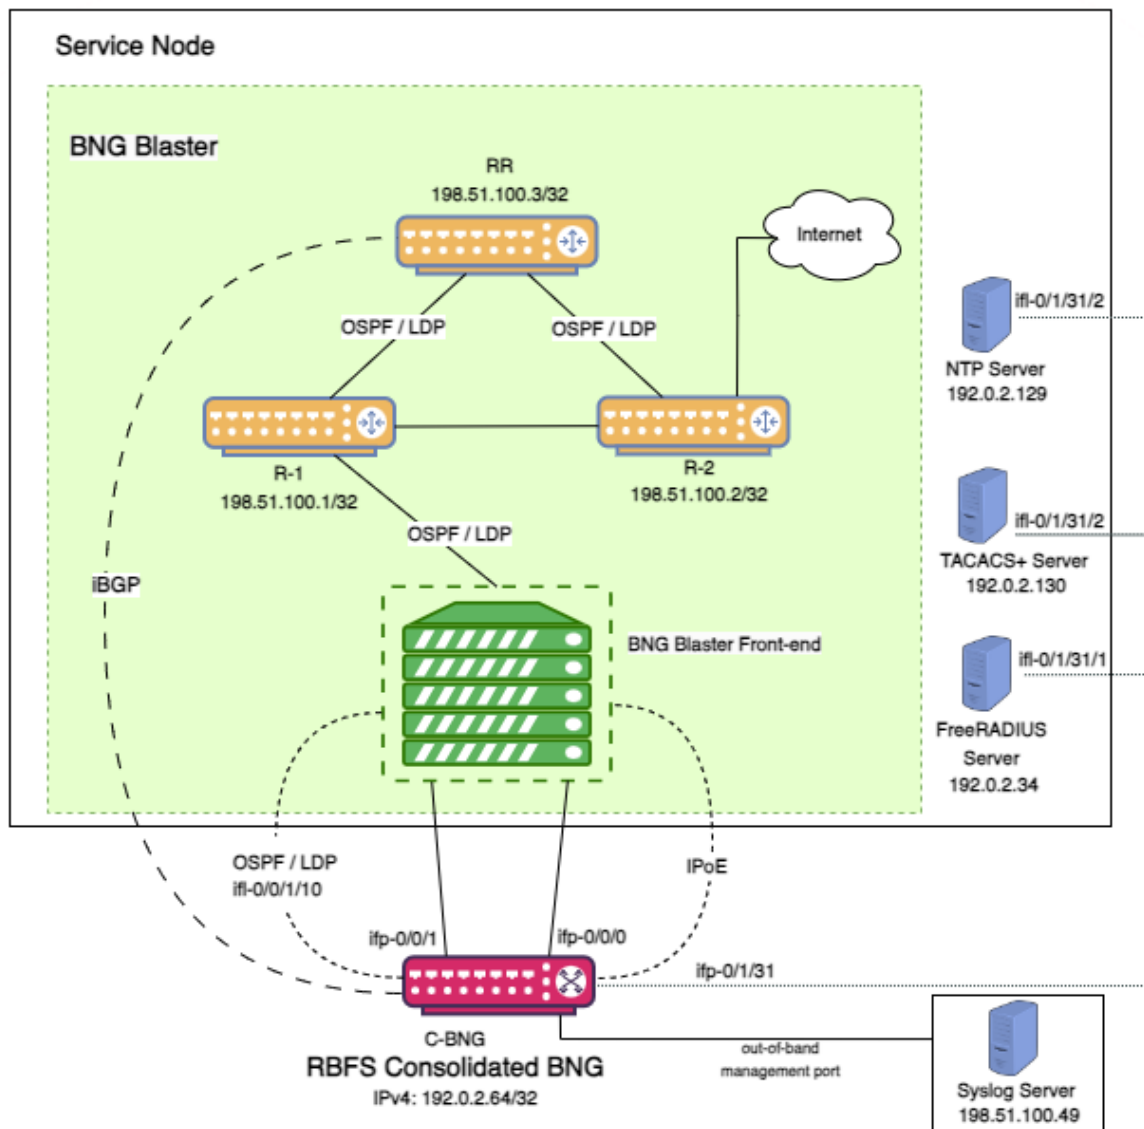 Service Node
BNG Blaster
RR
198.51.100.3/32
Internet
ifl-0/1/31/2
OSPF / LDP
OSPF / LDP
NTP Server
192.0.2.129
R-1
198.51.100.1/32
R-2
198.51.100.2/32
ifl-0/1/31/2
OSPF / LDP
TACACS+ Server
192.0.2.130
iBGP
BNG Blaster Front-end
ifl-0/1/31/1
FreeRADIUS
Server
192.0.2.34
OSPF / LDP
ifl-0/0/1/10
IPoE
ifp-0/0/1
ifp-0/0/0
ifp-0/1/31
C-BNG
RBFS Consolidated BNG
IPv4: 192.0.2.64/32
out-of-band
management port
Syslog Server
198.51.100.49